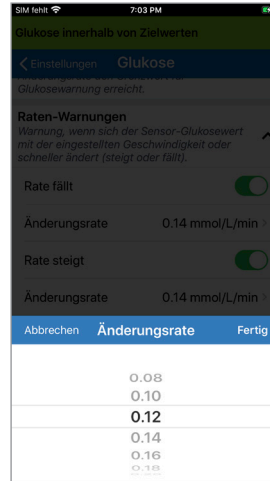 SIM fehlt 7:03 PM
Glukose innerhalb von Zielwerten
Einstellungen Glukose
Glukosewarnung erreicht.
Raten-Warnungen
Warnung, wenn sich der Sensor-Glukosewert
mit der eingestellten Geschwindigkeit oder
schneller ändert (steigt oder fällt).
Rate fällt
Änderungsrate 0.14 mmol/L/min
Rate steigt
Änderungsrate 0.14 mmol/L/min
Abbrechen Änderungsrate Fertig
0.08
0.10
0.12
0.14
0.16
0.18